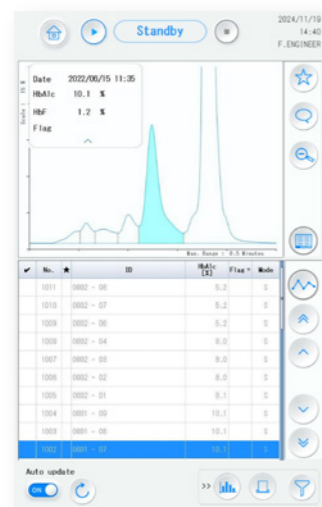 2024/11/19
14:40
F.ENGINEER
Standby
Date 2022/06/15 11:35
HbA1c 10.1 %
HbF 1.2 %
Flag
Scale : 15 %
Max. Range : 0.5 Minutes
No. ★ ID HbA1c [%] Flag Mode
1011 0002 - 08 5.2 S
1010 0002 - 07 5.2 S
1009 0002 - 06 5.2 S
1008 0002 - 04 8.0 S
1007 0002 - 03 8.0 S
1006 0002 - 02 8.0 S
1005 0002 - 01 8.1 S
1004 0001 - 09 10.1 S
1003 0001 - 08 10.1 S
1002 0001 - 07 10.1 S
Auto update
ON
>>